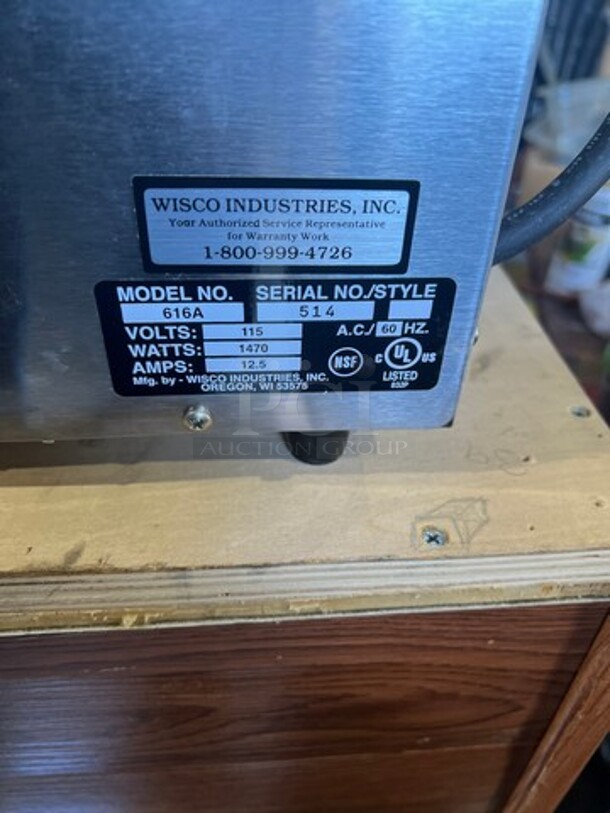 WISCO INDUSTRIES, INC.
Your Authorized Service Representative
for Warranty Work
1-800-999-4726
MODEL NO. SERIAL NO./STYLE
616A 514
VOLTS: 115 A.C./ 60 HZ.
WATTS: 1470
AMPS: 12.5
NSF
C UL US
LISTED
Mfg. by - WISCO INDUSTRIES, INC.
OREGON, WI 53575
AUCTION GROUP